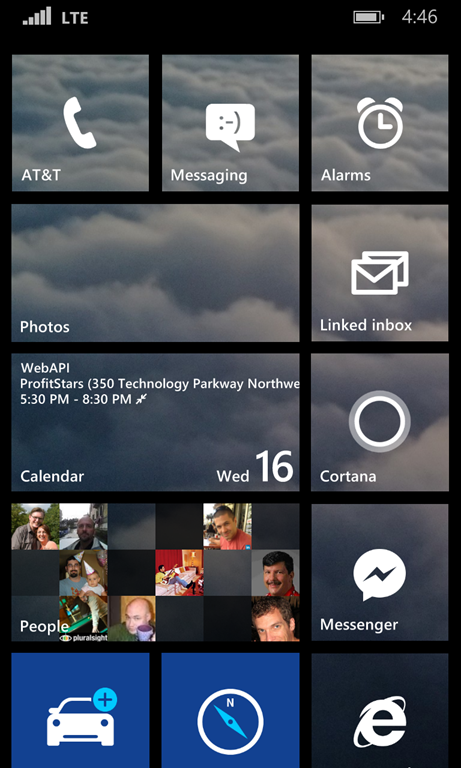 LTE 4:46
:-)
AT&T
Messaging
Alarms
Photos
Linked inbox
WebAPI
ProfitStars (350 Technology Parkway Northwe
5:30 PM - 8:30 PM
Calendar
Wed 16
Cortana
People
pluralsight
Messenger
N